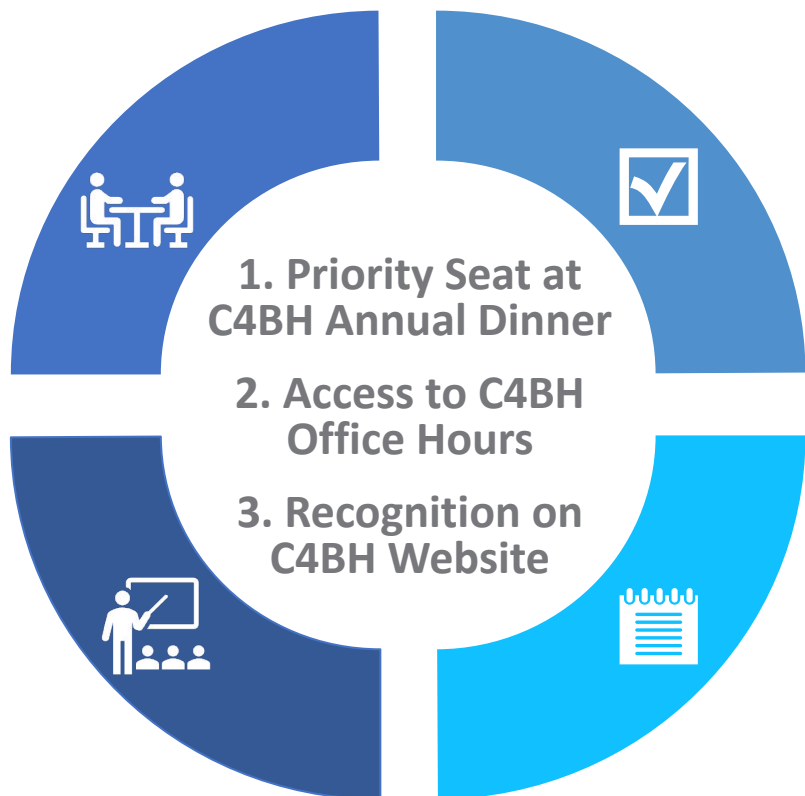 1. Priority Seat at
C4BH Annual Dinner
2. Access to C4BH
Office Hours
3. Recognition on
C4BH Website